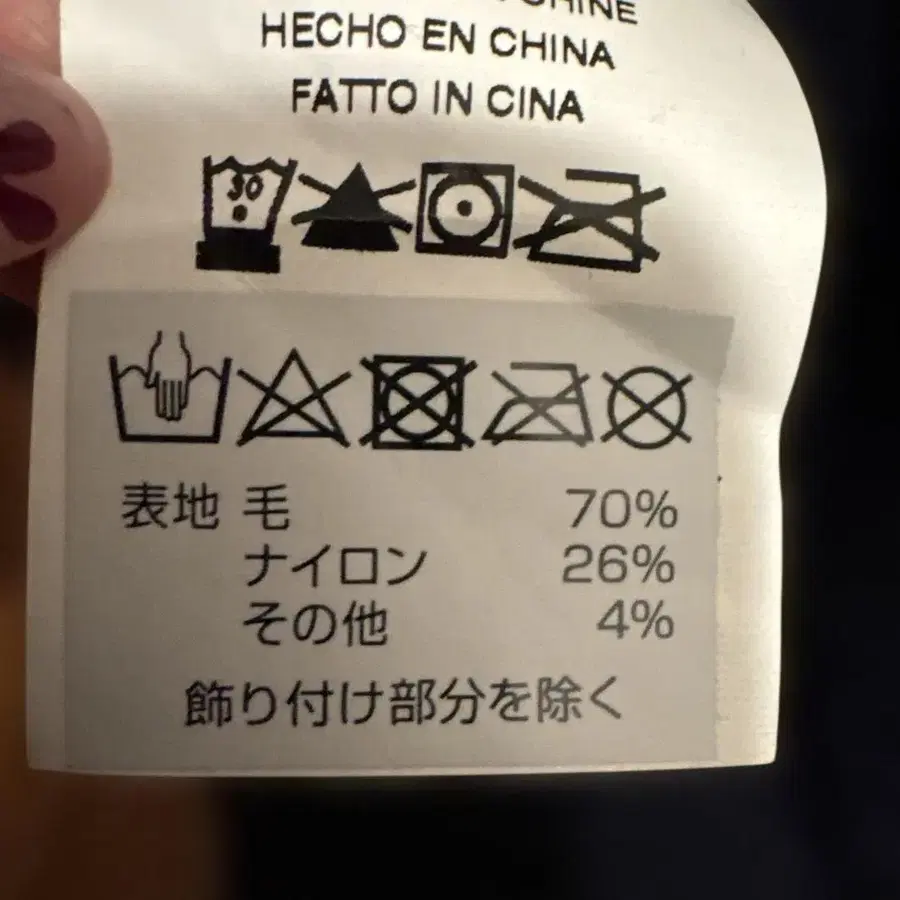 HECHO EN CHINA
FATTO IN CINA
30
表地 毛 70%
ナイロン 26%
その他 4%
飾り付け部分を除く